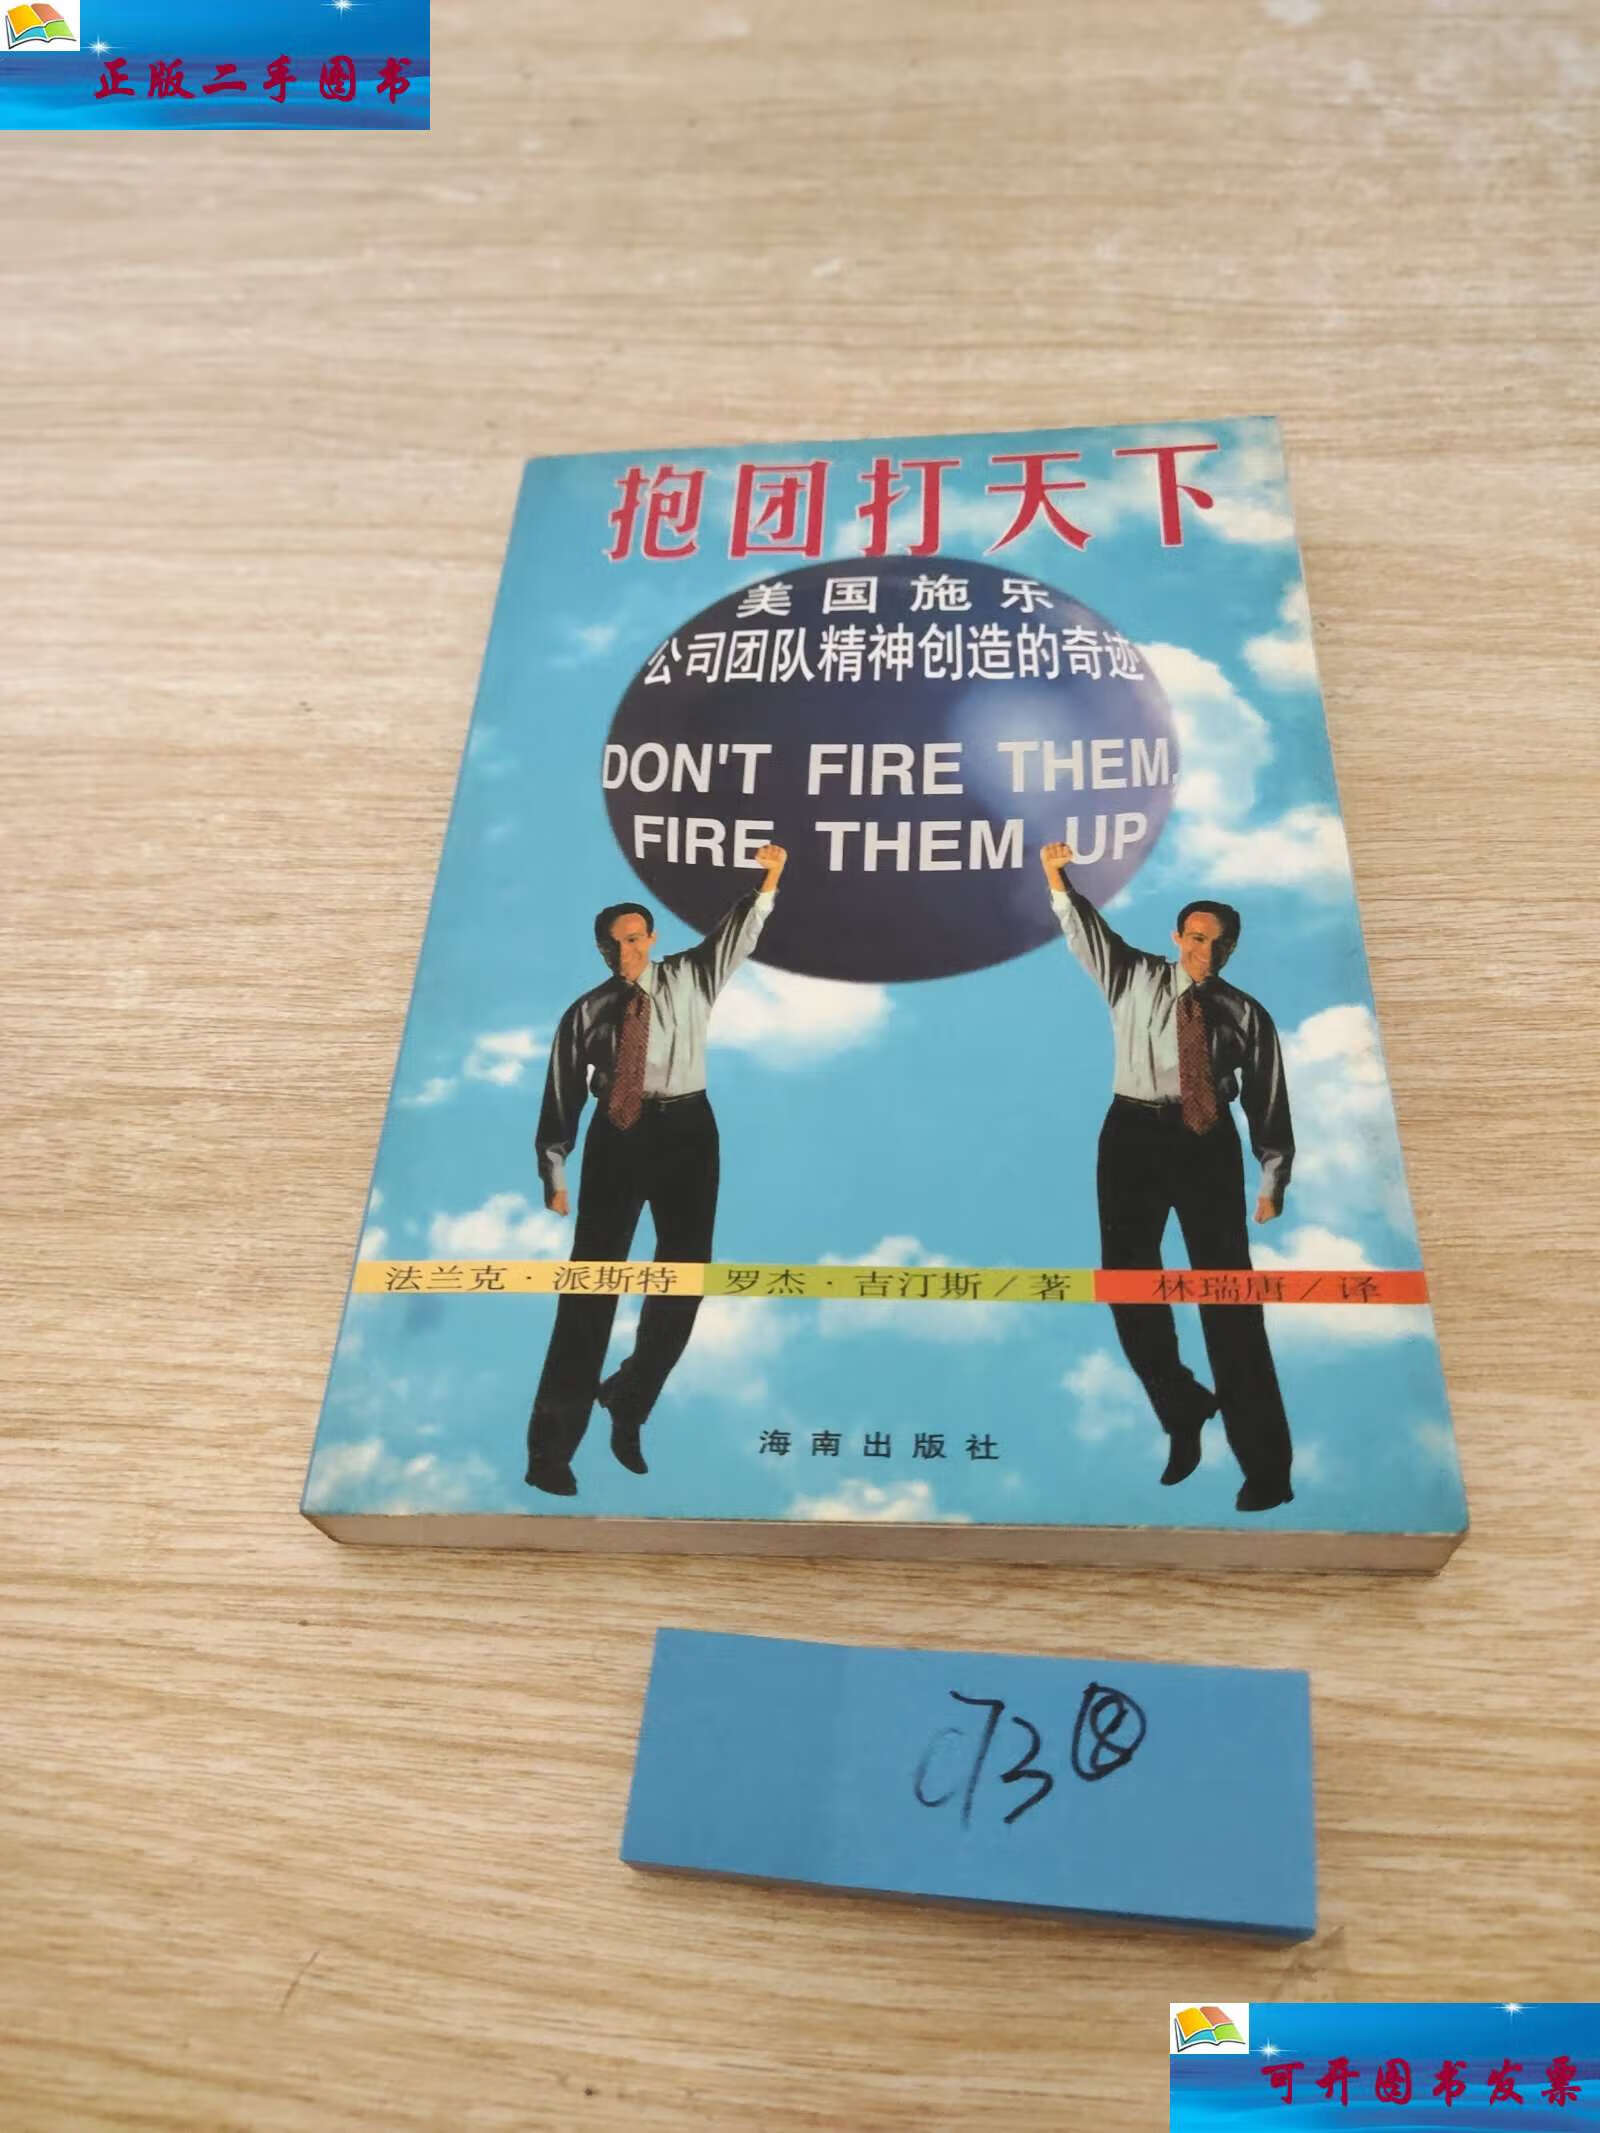 正版二手图书
抱团打天下
美国施乐
公司团队精神创造的奇迹
DON'T FIRE THEM,
FIRE THEM UP
法兰克·派斯特 罗杰·吉汀斯/著 林瑞唐/译
海南出版社
C73⑧
可开图书发票